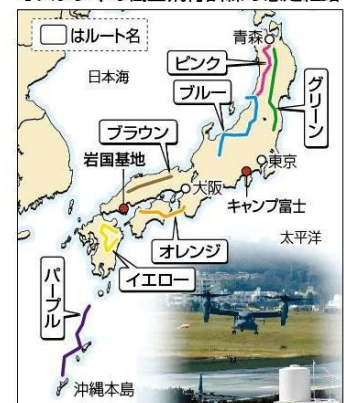 はルート名
青森
ピンク
日本海
ブルー
グリーン
ブラウン
岩国基地
東京
大阪
キャンプ富士
オレンジ
太平洋
イエロー
パープル
沖縄本島